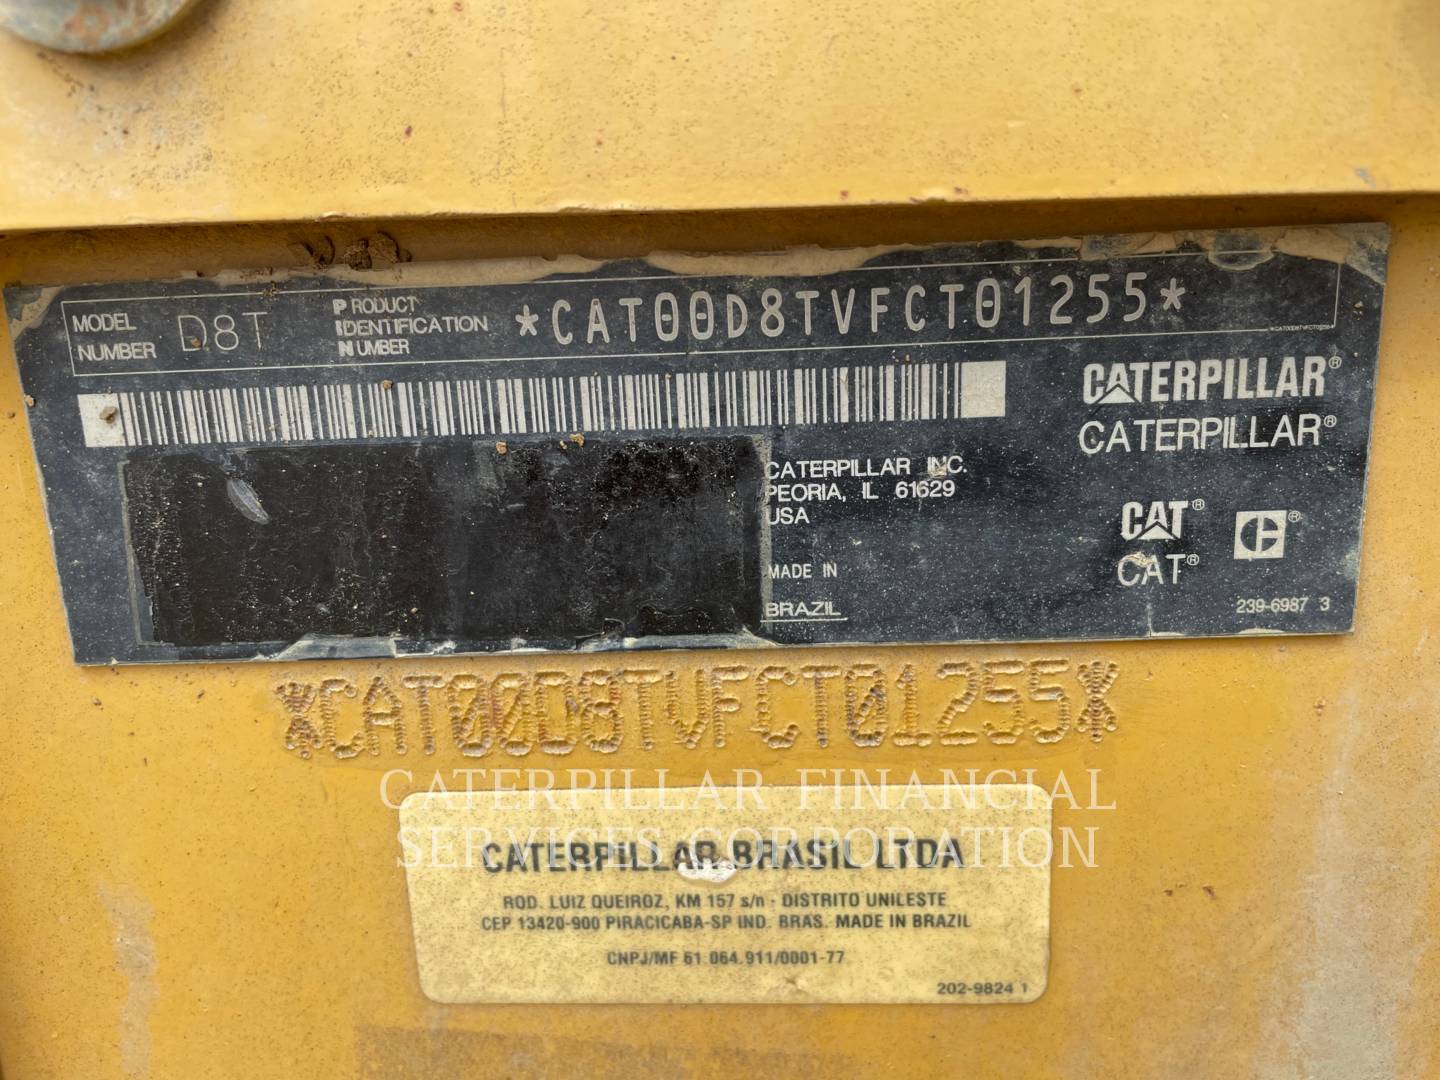 MODEL
NUMBER
D8T
PRODUCT
IDENTIFICATION
NUMBER
*CAT00D8TVFCT01255*
CATERPILLAR®
CATERPILLAR®
CATERPILLAR INC.
PEORIA, IL 61629
USA
MADE IN
BRAZIL
CAT®
CAT®
239-6987 3
*CAT00D8TVFCT01255*
CATERPILLAR FINANCIAL
SERVICES CORPORATION
CATERPILLAR BRASIL LTDA
ROD. LUIZ QUEIROZ, KM 157 s/n - DISTRITO UNILESTE
CEP 13420-900 PIRACICABA-SP IND. BRAS. MADE IN BRAZIL
CNPJ/MF 61.064.911/0001-77
202-9824 1